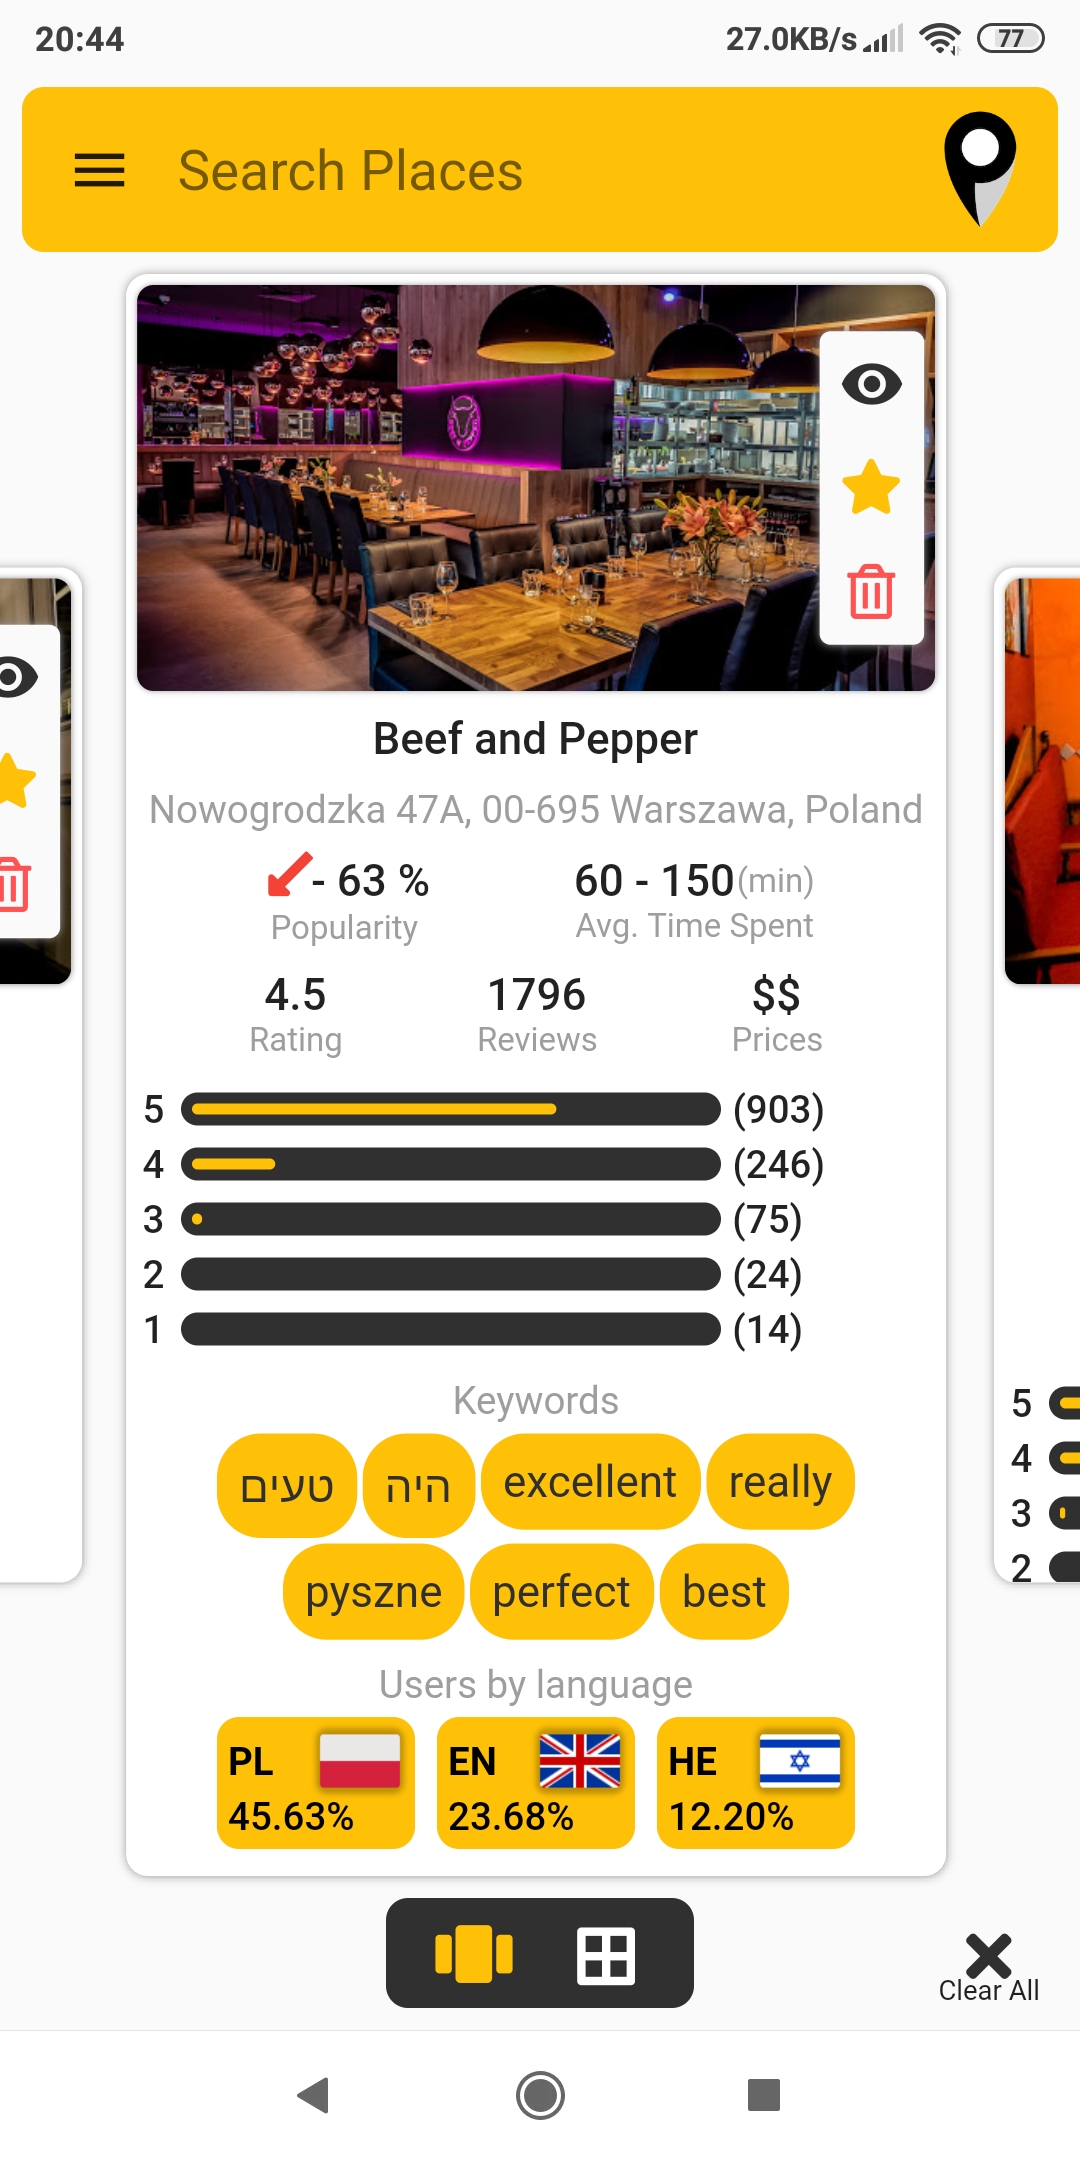 20:44 27.0KB/s 77
Search Places
Beef and Pepper
Nowogrodzka 47A, 00-695 Warszawa, Poland
- 63 % 60 - 150(min)
Popularity Avg. Time Spent
4.5 1796 $$
Rating Reviews Prices
5 (903)
4 (246)
3 (75)
2 (24)
1 (14)
5
4
3
2
Keywords
טעים היה excellent really
pyszne perfect best
Users by language
PL EN HE
45.63% 23.68% 12.20%
Clear All